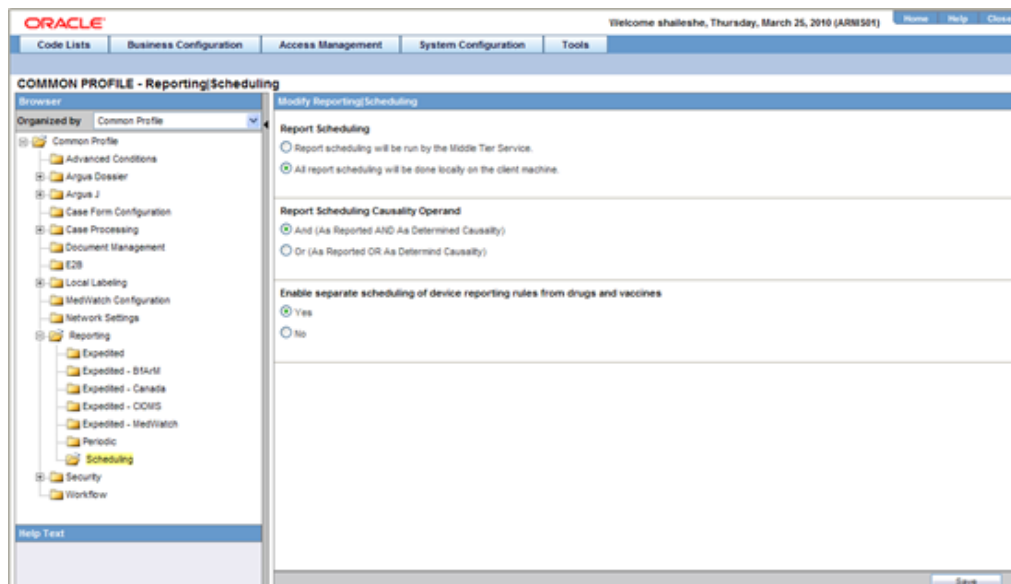 ORACLE
Welcome shaileshe, Thursday, March 25, 2010 (ARMIS01)
Home Help Close
Code Lists Business Configuration Access Management System Configuration Tools
COMMON PROFILE - Reporting|Scheduling
Browser
Organized by Common Profile
Common Profile
Advanced Conditions
Argus Dossier
Argus J
Case Form Configuration
Case Processing
Document Management
E2B
Local Labeling
MedWatch Configuration
Network Settings
Reporting
Expedited
Expedited - BfArM
Expedited - Canada
Expedited - CIOMS
Expedited - MedWatch
Periodic
Scheduling
Security
Workflow
Help Text
Modify Reporting|Scheduling
Report Scheduling
Report scheduling will be run by the Middle Tier Service.
All report scheduling will be done locally on the client machine.
Report Scheduling Causality Operand
And (As Reported AND As Determined Causality)
Or (As Reported OR As Determind Causality)
Enable separate scheduling of device reporting rules from drugs and vaccines
Yes
No
Save